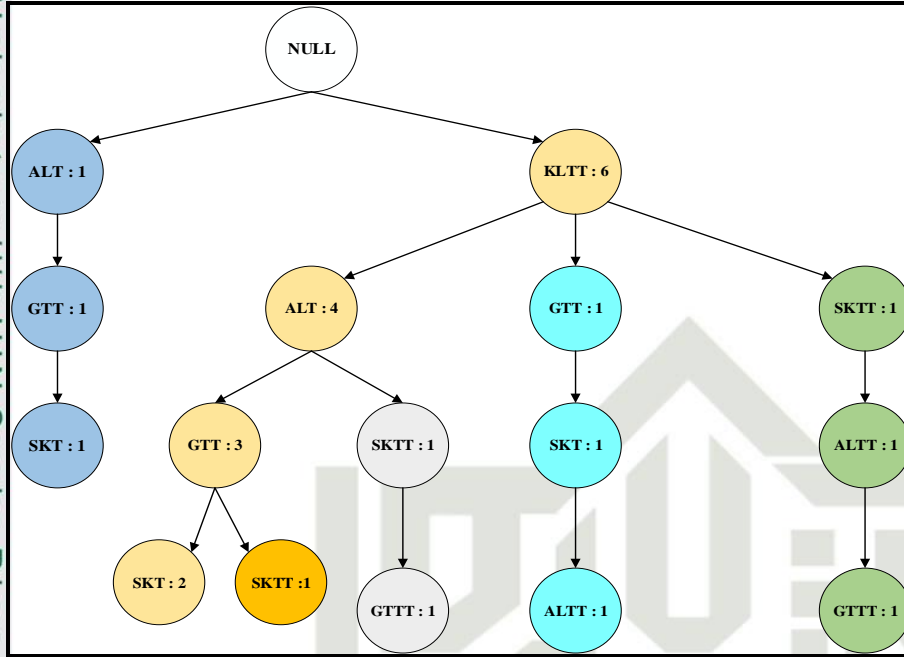 NULL
ALT : 1
KLTT : 6
GTT : 1
ALT : 4
GTT : 1
SKTT : 1
SKT : 1
GTT : 3
SKTT : 1
SKT : 1
ALTT : 1
SKT : 2
SKTT :1
GTTT : 1
ALTT : 1
GTTT : 1